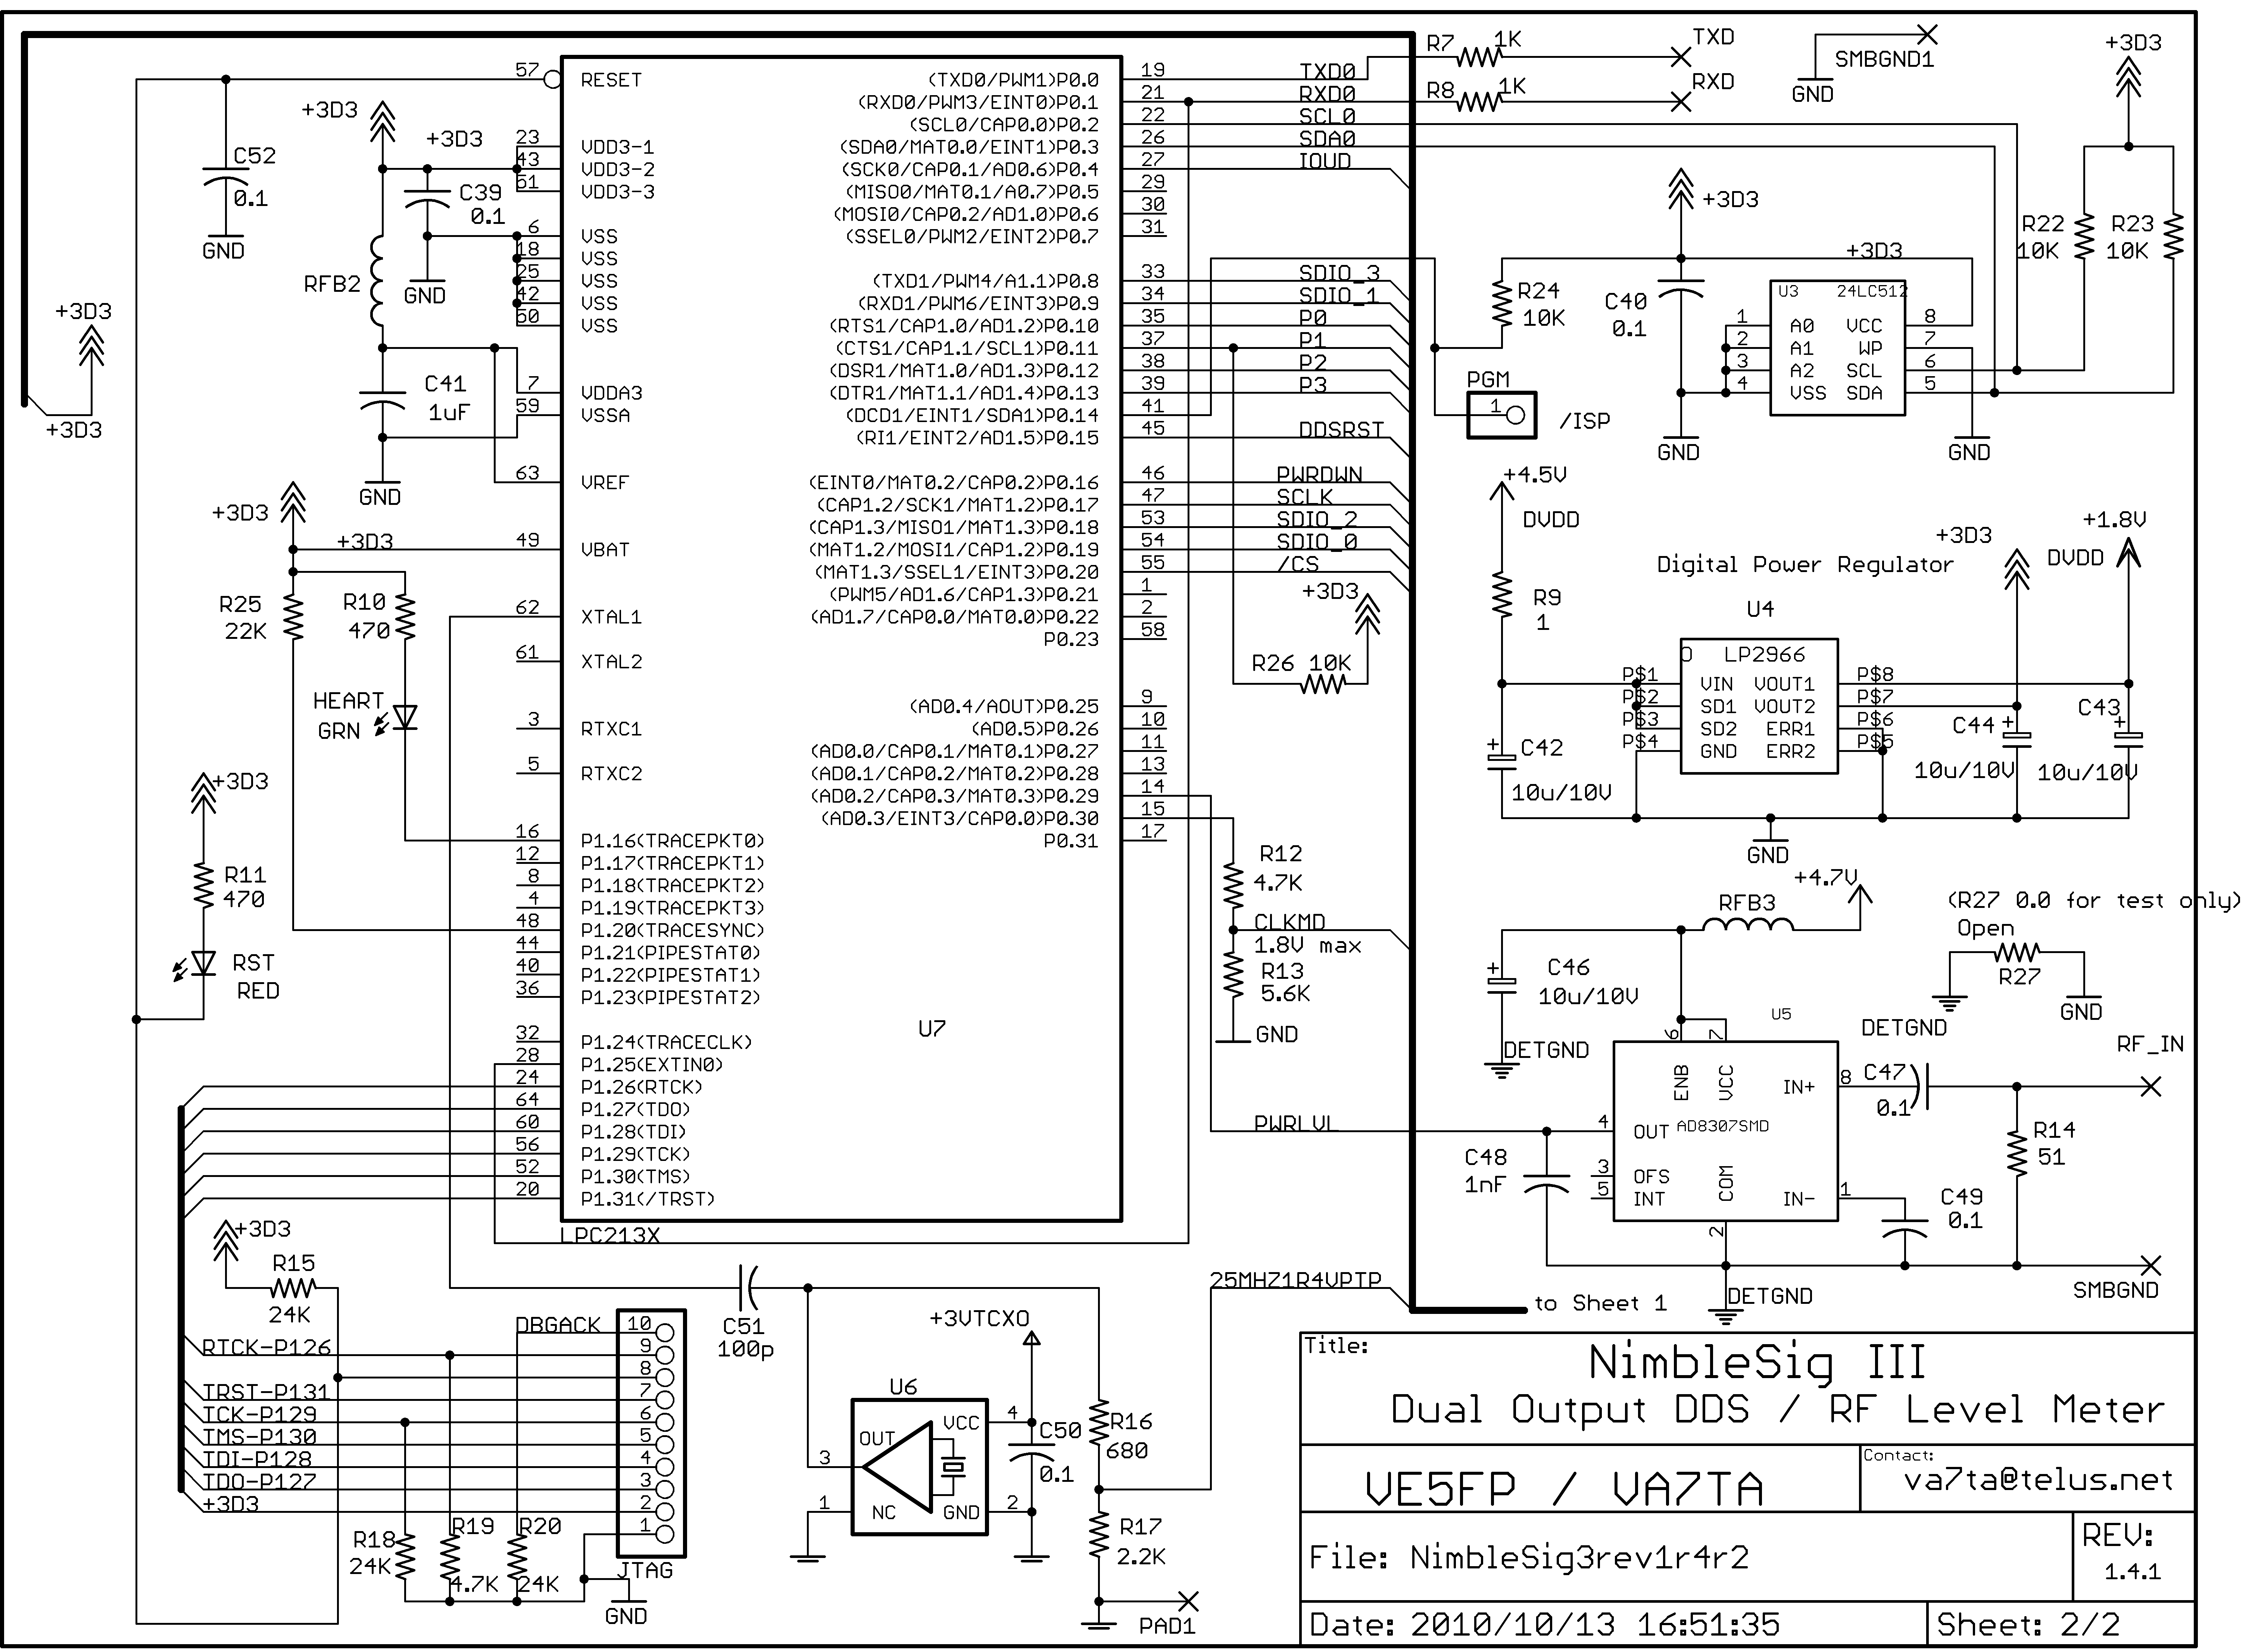 57
RESET
+3D3
+3D3
23
VDD3-1
43
VDD3-2
51
VDD3-3
C52
0.1
GND
C39
0.1
GND
6
VSS
18
VSS
25
VSS
42
VSS
50
VSS
RFB2
+3D3
+3D3
C41
1uF
7
VDDA3
59
VSSA
GND
63
VREF
+3D3
+3D3
49
VBAT
R25
22K
R10
470
62
XTAL1
61
XTAL2
HEART
GRN
3
RTXC1
5
RTXC2
+3D3
R11
470
RST
RED
16
P1.16(TRACEPKT0)
12
P1.17(TRACEPKT1)
8
P1.18(TRACEPKT2)
4
P1.19(TRACEPKT3)
48
P1.20(TRACESYNC)
44
P1.21(PIPESTAT0)
40
P1.22(PIPESTAT1)
36
P1.23(PIPESTAT2)
32
P1.24(TRACECLK)
28
P1.25(EXTIN0)
24
P1.26(RTCK)
64
P1.27(TDO)
60
P1.28(TDI)
56
P1.29(TCK)
52
P1.30(TMS)
20
P1.31(/TRST)
U7
LPC213X
(TXD0/PWM1)P0.0
19
TXD0
(RXD0/PWM3/EINT0)P0.1
21
RXD0
(SCL0/CAP0.0)P0.2
22
SCL0
(SDA0/MAT0.0/EINT1)P0.3
26
SDA0
(SCK0/CAP0.1/AD0.6)P0.4
27
IOUD
(MISO0/MAT0.1/A0.7)P0.5
29
(MOSI0/CAP0.2/AD1.0)P0.6
30
(SSEL0/PWM2/EINT2)P0.7
31
(TXD1/PWM4/A1.1)P0.8
33
SDIO_3
(RXD1/PWM6/EINT3)P0.9
34
SDIO_1
(RTS1/CAP1.0/AD1.2)P0.10
35
P0
(CTS1/CAP1.1/SCL1)P0.11
37
P1
(DSR1/MAT1.0/AD1.3)P0.12
38
P2
(DTR1/MAT1.1/AD1.4)P0.13
39
P3
(DCD1/EINT1/SDA1)P0.14
41
(RI1/EINT2/AD1.5)P0.15
45
DDSRST
(EINT0/MAT0.2/CAP0.2)P0.16
46
PWRDWN
(CAP1.2/SCK1/MAT1.2)P0.17
47
SCLK
(CAP1.3/MISO1/MAT1.3)P0.18
53
SDIO_2
(MAT1.2/MOSI1/CAP1.2)P0.19
54
SDIO_0
(MAT1.3/SSEL1/EINT3)P0.20
55
/CS
(PWM5/AD1.6/CAP1.3)P0.21
1
(AD1.7/CAP0.0/MAT0.0)P0.22
2
P0.23
58
+3D3
R26 10K
(AD0.4/AOUT)P0.25
9
(AD0.5)P0.26
10
(AD0.0/CAP0.1/MAT0.1)P0.27
11
(AD0.1/CAP0.2/MAT0.2)P0.28
13
(AD0.2/CAP0.3/MAT0.3)P0.29
14
(AD0.3/EINT3/CAP0.0)P0.30
15
P0.31
17
R12
4.7K
CLKMD
1.8V max
R13
5.6K
GND
PWRLVL
25MHZ1R4VPTP
to Sheet 1
R7
1K
TXD
R8
1K
RXD
SMBGND1
GND
+3D3
R22
10K
R23
10K
+3D3
+3D3
R24
10K
C40
0.1
U3
24LC512
1
A0
VCC
8
2
A1
WP
7
3
A2
SCL
6
4
VSS
SDA
5
GND
GND
PGM
1
/ISP
+4.5V
DVDD
R9
1
Digital Power Regulator
U4
LP2966
+3D3
+1.8V
DVDD
P$1
VIN
VOUT1
P$8
P$2
SD1
VOUT2
P$7
P$3
SD2
ERR1
P$6
P$4
GND
ERR2
P$5
C42
10u/10V
C44
10u/10V
C43
10u/10V
GND
+4.7V
RFB3
C46
10u/10V
DETGND
(R27 0.0 for test only)
Open
R27
DETGND
GND
U5
6
7
ENB
VCC
IN+
8
C47
0.1
RF_IN
4
OUT
AD8307SMD
3
OFS
5
INT
COM
2
IN-
1
C48
1nF
C49
0.1
R14
51
DETGND
SMBGND
+3D3
R15
24K
DBGACK
10
RTCK-P126
9
8
TRST-P131
7
TCK-P129
6
TMS-P130
5
TDI-P128
4
TDO-P127
3
+3D3
2
1
R18
24K
R19
4.7K
R20
24K
JTAG
GND
C51
100p
+3VTCXO
U6
OUT
VCC
4
3
NC
1
GND
2
C50
0.1
R16
680
R17
2.2K
PAD1
Title:
NimbleSig III
Dual Output DDS / RF Level Meter
VE5FP / VA7TA
Contact:
va7ta@telus.net
File: NimbleSig3rev1r4r2
REV:
1.4.1
Date: 2010/10/13 16:51:35
Sheet: 2/2